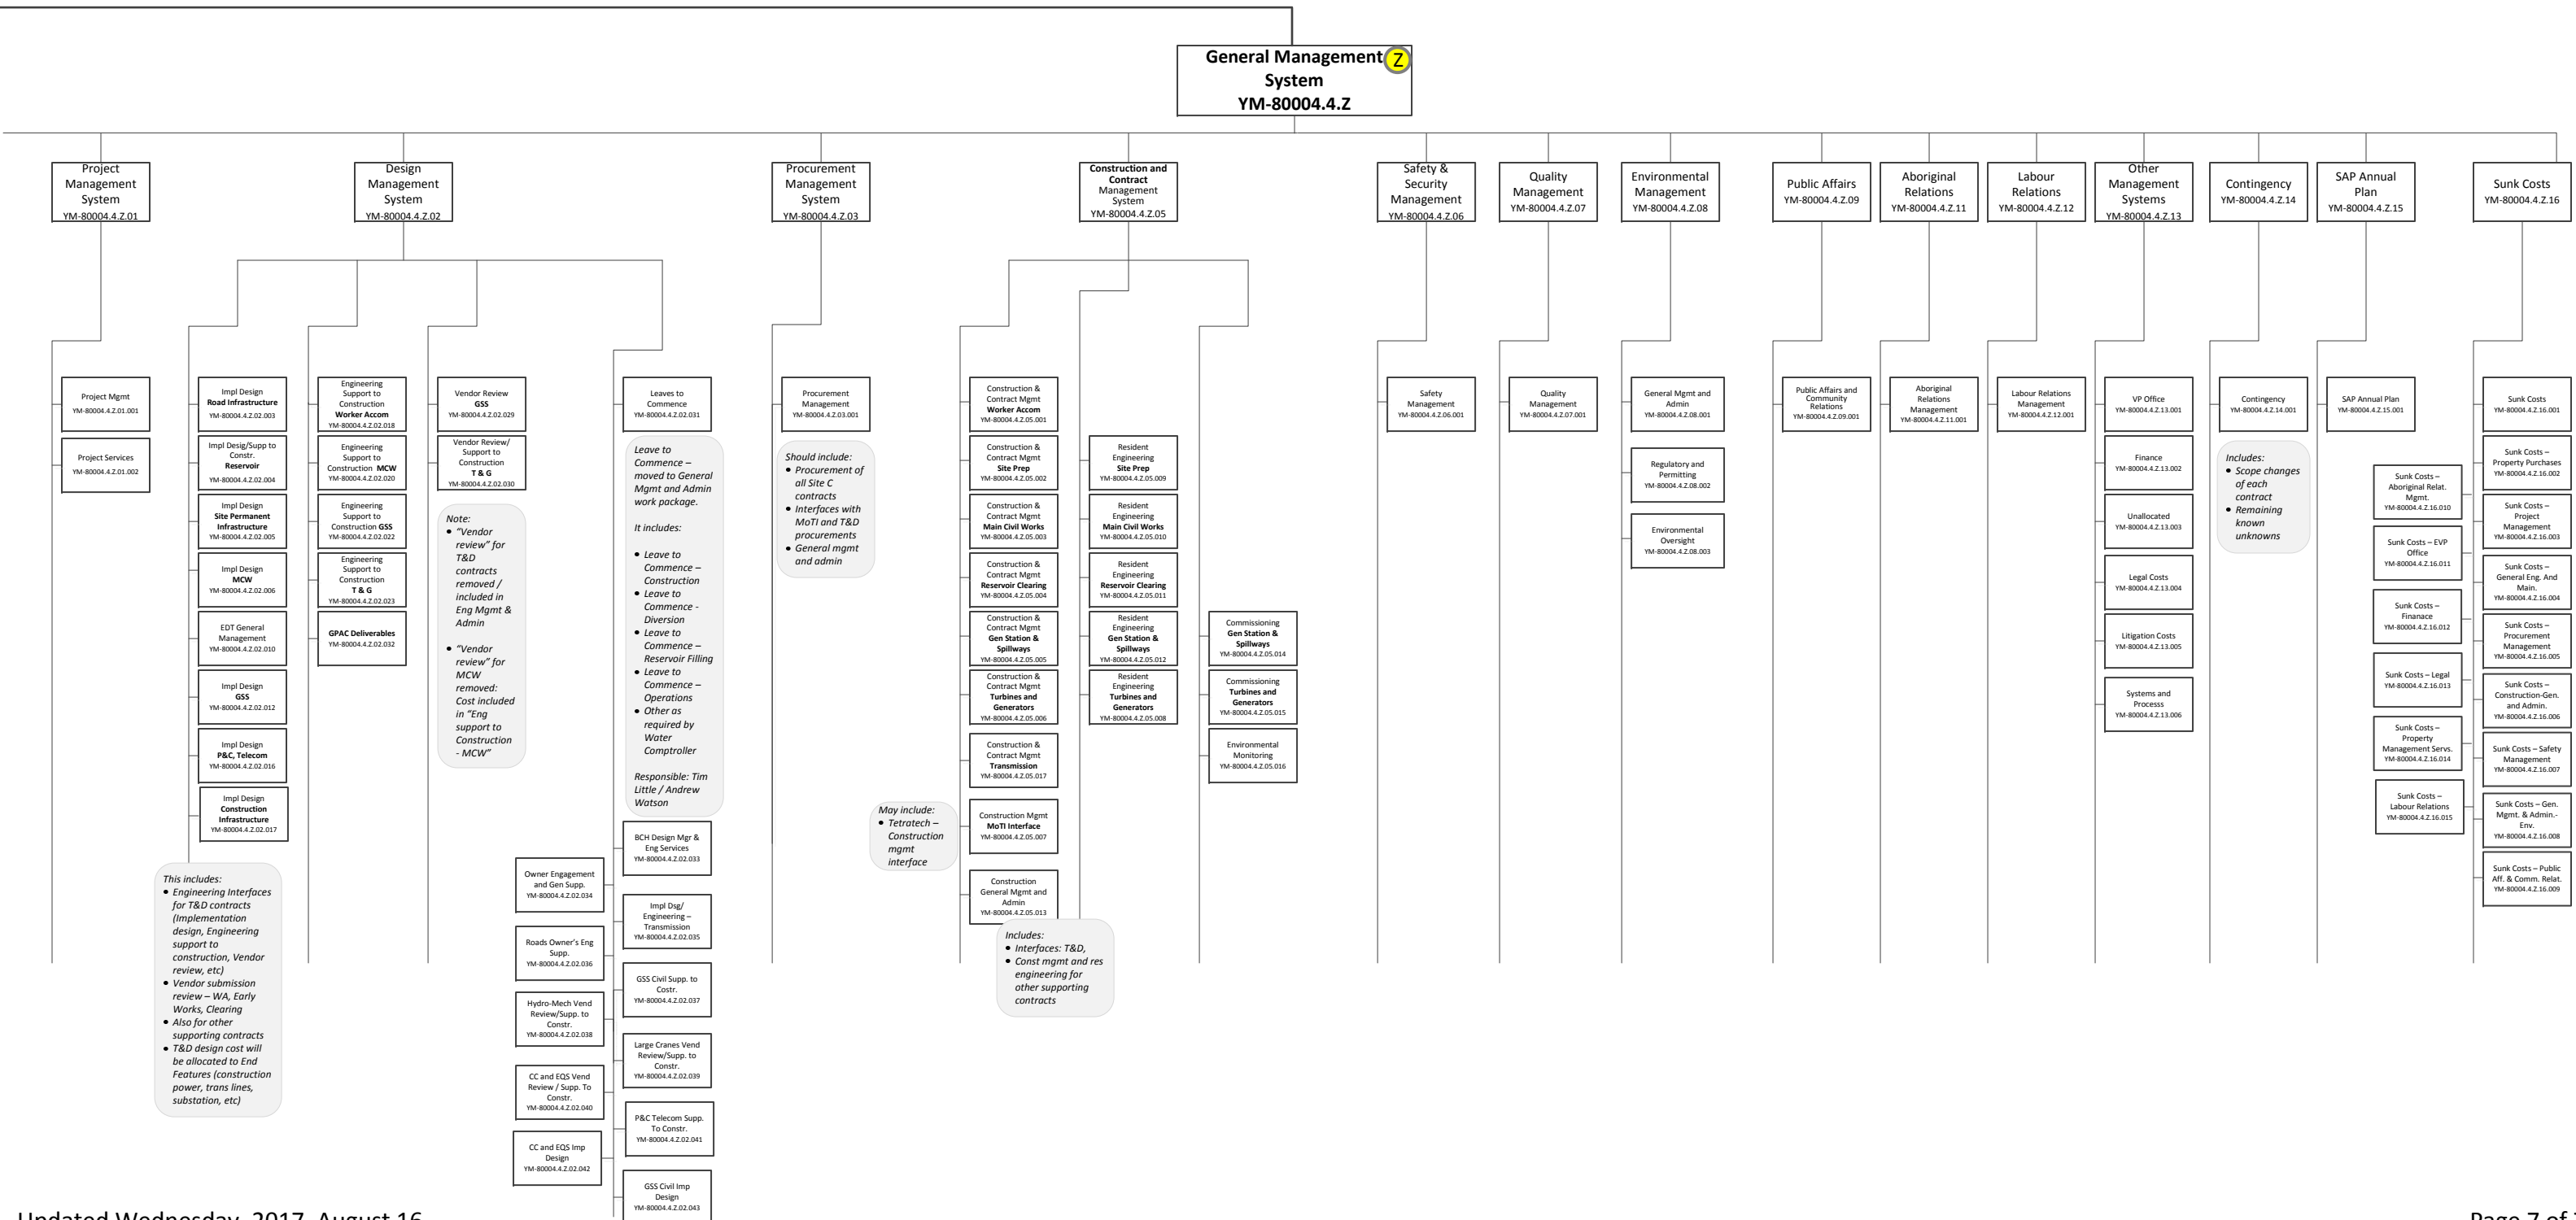 General Management
System
YM-80004.4.Z
Z
Project
Management
System
YM-80004.4.Z.01
Design
Management
System
YM-80004.4.Z.02
Procurement
Management
System
YM-80004.4.Z.03
Construction and
Contract
Management
System
YM-80004.4.Z.05
Safety &
Security
Management
YM-80004.4.Z.06
Quality
Management
YM-80004.4.Z.07
Environmental
Management
YM-80004.4.Z.08
Public Affairs
YM-80004.4.Z.09
Aboriginal
Relations
YM-80004.4.Z.11
Labour
Relations
YM-80004.4.Z.12
Other
Management
Systems
YM-80004.4.Z.13
Contingency
YM-80004.4.Z.14
SAP Annual
Plan
YM-80004.4.Z.15
Sunk Costs
YM-80004.4.Z.16
Project Mgmt
YM-80004.4.Z.01.001
Project Services
YM-80004.4.Z.01.002
Impl Design
Road Infrastructure
YM-80004.4.Z.02.003
Impl Desig/Supp to
Constr.
Reservoir
YM-80004.4.Z.02.004
Impl Design
Site Permanent
Infrastructure
YM-80004.4.Z.02.005
Impl Design
MCW
YM-80004.4.Z.02.006
EDT General
Management
YM-80004.4.Z.02.010
Impl Design
GSS
YM-80004.4.Z.02.012
Impl Design
P&C, Telecom
YM-80004.4.Z.02.016
Impl Design
Construction
Infrastructure
YM-80004.4.Z.02.017
This includes:
• Engineering Interfaces
for T&D contracts
(Implementation
design, Engineering
support to
construction, Vendor
review, etc)
• Vendor submission
review – WA, Early
Works, Clearing
• Also for other
supporting contracts
• T&D design cost will
be allocated to End
Features (construction
power, trans lines,
substation, etc)
Engineering
Support to
Construction
Worker Accom
YM-80004.4.Z.02.018
Engineering
Support to
Construction MCW
YM-80004.4.Z.02.020
Engineering
Support to
Construction GSS
YM-80004.4.Z.02.022
Engineering
Support to
Construction
T & G
YM-80004.4.Z.02.023
GPAC Deliverables
YM-80004.4.Z.02.032
Vendor Review
GSS
YM-80004.4.Z.02.029
Vendor Review/
Support to
Construction
T & G
YM-80004.4.Z.02.030
Note:
• “Vendor
review” for
T&D
contracts
removed /
included in
Eng Mgmt &
Admin
• “Vendor
review” for
MCW
removed:
Cost included
in “Eng
support to
Construction
- MCW”
Leaves to
Commence
YM-80004.4.Z.02.031
Leave to
Commence –
moved to General
Mgmt and Admin
work package.
It includes:
• Leave to
Commence –
Construction
• Leave to
Commence -
Diversion
• Leave to
Commence –
Reservoir Filling
• Leave to
Commence –
Operations
• Other as
required by
Water
Comptroller
Responsible: Tim
Little / Andrew
Watson
BCH Design Mgr &
Eng Services
YM-80004.4.Z.02.033
Owner Engagement
and Gen Supp.
YM-80004.4.Z.02.034
Impl Dsg/
Engineering –
Transmission
YM-80004.4.Z.02.035
Roads Owner’s Eng
Supp.
YM-80004.4.Z.02.036
GSS Civil Supp. to
Costr.
YM-80004.4.Z.02.037
Hydro-Mech Vend
Review/Supp. to
Constr.
YM-80004.4.Z.02.038
Large Cranes Vend
Review/Supp. to
Constr.
YM-80004.4.Z.02.039
CC and EQS Vend
Review / Supp. To
Constr.
YM-80004.4.Z.02.040
P&C Telecom Supp.
To Constr.
YM-80004.4.Z.02.041
CC and EQS Imp
Design
YM-80004.4.Z.02.042
GSS Civil Imp
Design
YM-80004.4.Z.02.043
Procurement
Management
YM-80004.4.Z.03.001
Should include:
• Procurement of
all Site C
contracts
• Interfaces with
MoTI and T&D
procurements
• General mgmt
and admin
Construction &
Contract Mgmt
Worker Accom
YM-80004.4.Z.05.001
Construction &
Contract Mgmt
Site Prep
YM-80004.4.Z.05.002
Construction &
Contract Mgmt
Main Civil Works
YM-80004.4.Z.05.003
Construction &
Contract Mgmt
Reservoir Clearing
YM-80004.4.Z.05.004
Construction &
Contract Mgmt
Gen Station &
Spillways
YM-80004.4.Z.05.005
Construction &
Contract Mgmt
Turbines and
Generators
YM-80004.4.Z.05.006
Construction &
Contract Mgmt
Transmission
YM-80004.4.Z.05.017
Construction Mgmt
MoTI Interface
YM-80004.4.Z.05.007
May include:
• Tetratech –
Construction
mgmt
interface
Construction
General Mgmt and
Admin
YM-80004.4.Z.05.013
Includes:
• Interfaces: T&D,
• Const mgmt and res
engineering for
other supporting
contracts
Resident
Engineering
Site Prep
YM-80004.4.Z.05.009
Resident
Engineering
Main Civil Works
YM-80004.4.Z.05.010
Resident
Engineering
Reservoir Clearing
YM-80004.4.Z.05.011
Resident
Engineering
Gen Station &
Spillways
YM-80004.4.Z.05.012
Resident
Engineering
Turbines and
Generators
YM-80004.4.Z.05.008
Commissioning
Gen Station &
Spillways
YM-80004.4.Z.05.014
Commissioning
Turbines and
Generators
YM-80004.4.Z.05.015
Environmental
Monitoring
YM-80004.4.Z.05.016
Safety
Management
YM-80004.4.Z.06.001
Quality
Management
YM-80004.4.Z.07.001
General Mgmt and
Admin
YM-80004.4.Z.08.001
Regulatory and
Permitting
YM-80004.4.Z.08.002
Environmental
Oversight
YM-80004.4.Z.08.003
Public Affairs and
Community
Relations
YM-80004.4.Z.09.001
Aboriginal
Relations
Management
YM-80004.4.Z.11.001
Labour Relations
Management
YM-80004.4.Z.12.001
VP Office
YM-80004.4.Z.13.001
Finance
YM-80004.4.Z.13.002
Unallocated
YM-80004.4.Z.13.003
Legal Costs
YM-80004.4.Z.13.004
Litigation Costs
YM-80004.4.Z.13.005
Systems and
Processs
YM-80004.4.Z.13.006
Contingency
YM-80004.4.Z.14.001
Includes:
• Scope changes
of each
contract
• Remaining
known
unknowns
SAP Annual Plan
YM-80004.4.Z.15.001
Sunk Costs –
Aboriginal Relat.
Mgmt.
YM-80004.4.Z.16.010
Sunk Costs – EVP
Office
YM-80004.4.Z.16.011
Sunk Costs –
Finanace
YM-80004.4.Z.16.012
Sunk Costs – Legal
YM-80004.4.Z.16.013
Sunk Costs –
Property
Management Servs.
YM-80004.4.Z.16.014
Sunk Costs –
Labour Relations
YM-80004.4.Z.16.015
Sunk Costs
YM-80004.4.Z.16.001
Sunk Costs –
Property Purchases
YM-80004.4.Z.16.002
Sunk Costs –
Project
Management
YM-80004.4.Z.16.003
Sunk Costs –
General Eng. And
Main.
YM-80004.4.Z.16.004
Sunk Costs –
Procurement
Management
YM-80004.4.Z.16.005
Sunk Costs –
Construction-Gen.
and Admin.
YM-80004.4.Z.16.006
Sunk Costs – Safety
Management
YM-80004.4.Z.16.007
Sunk Costs – Gen.
Mgmt. & Admin.-
Env.
YM-80004.4.Z.16.008
Sunk Costs – Public
Aff. & Comm. Relat.
YM-80004.4.Z.16.009
Updated Wednesday, 2017, August 16
Page 7 of